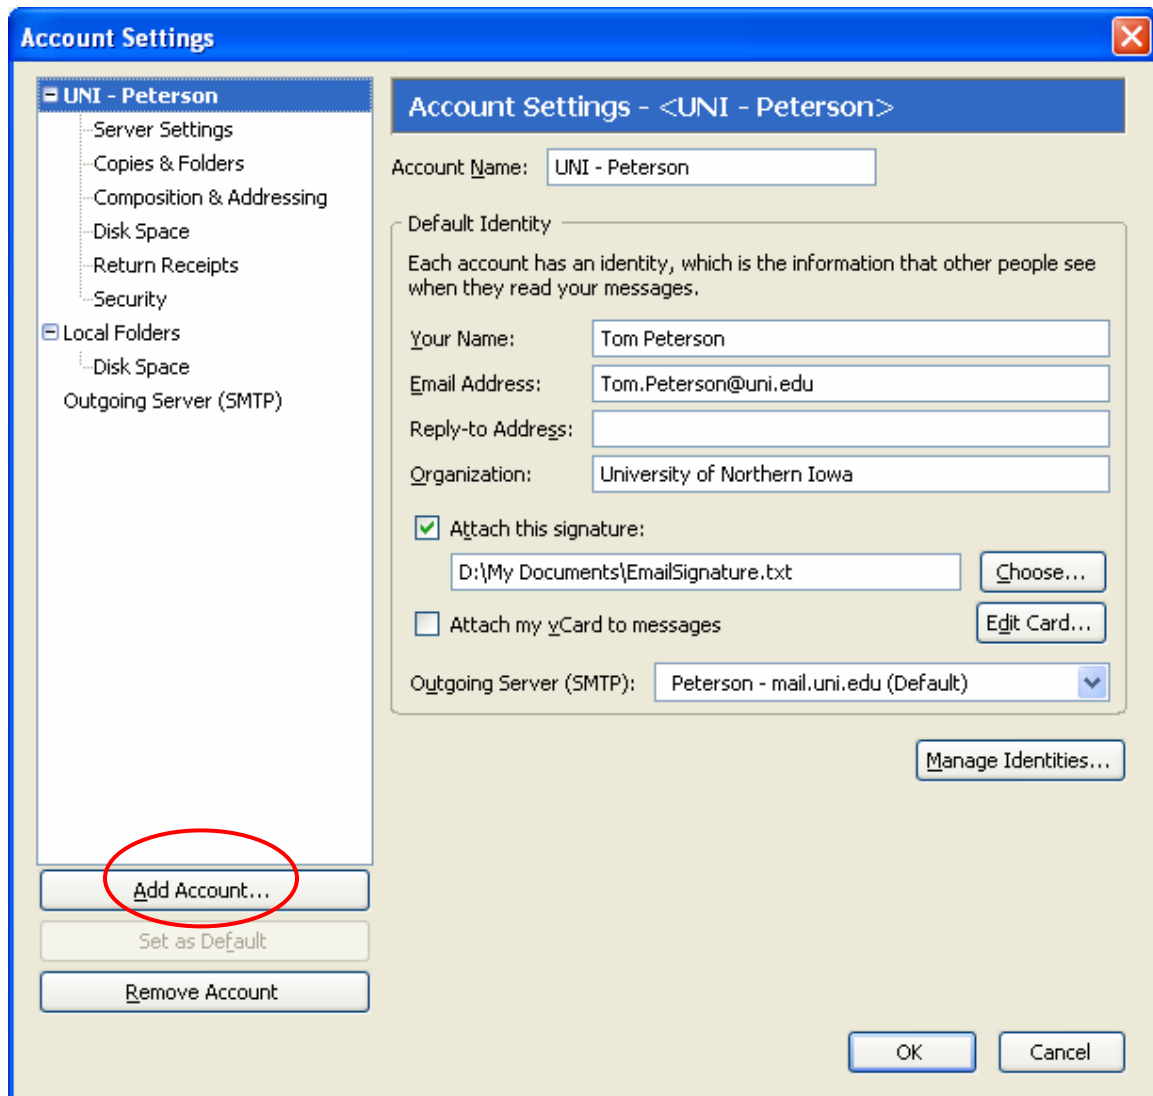 Account Settings
UNI - Peterson
Server Settings
Copies & Folders
Composition & Addressing
Disk Space
Return Receipts
Security
Local Folders
Disk Space
Outgoing Server (SMTP)
Add Account...
Set as Default
Remove Account
Account Settings - <UNI - Peterson>
Account Name: UNI - Peterson
Default Identity
Each account has an identity, which is the information that other people see
when they read your messages.
Your Name: Tom Peterson
Email Address: Tom.Peterson@uni.edu
Reply-to Address:
Organization: University of Northern Iowa
Attach this signature:
D:\My Documents\EmailSignature.txt Choose...
Attach my vCard to messages Edit Card...
Outgoing Server (SMTP): Peterson - mail.uni.edu (Default)
Manage Identities...
OK Cancel